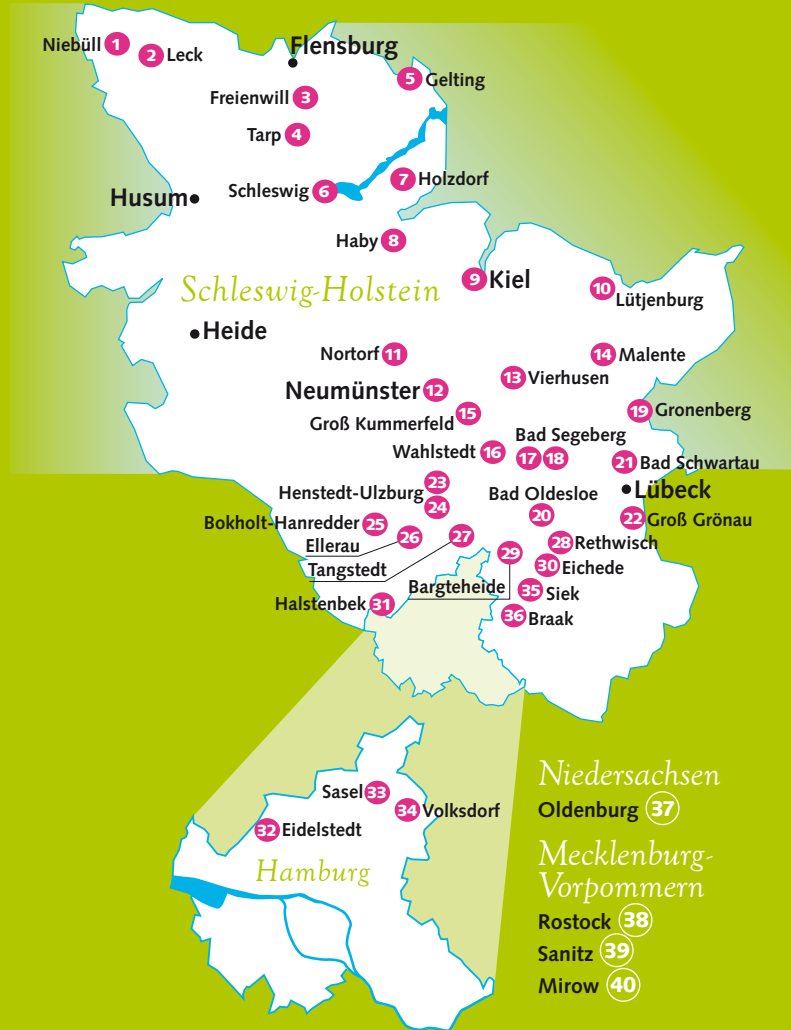 Niebüll 1
2 Leck
Flensburg
5 Gelting
Freienwill 3
Tarp 4
Schleswig 6
7 Holzdorf
Husum
Haby 8
9 Kiel
Schleswig-Holstein
10
Lütjenburg
Heide
Nortorf 11
14 Malente
Neumünster 12
13 Vierhusen
15
Groß Kummerfeld
19 Gronenberg
Wahlstedt 16
Bad Segeberg
17 18
21 Bad Schwartau
Henstedt-Ulzburg 23
24
Bad Oldesloe
20
Lübeck
22 Groß Grönau
Bokholt-Hanredder 25
Ellerau 26
27
Tangstedt
28 Rethwisch
29
Bargteheide
30 Eichede
35 Siek
Halstenbek 31
36 Braak
Sasel 33
34 Volksdorf
32 Eidelstedt
Hamburg
Niedersachsen
Oldenburg 37
Mecklenburg-
Vorpommern
Rostock 38
Sanitz 39
Mirow 40